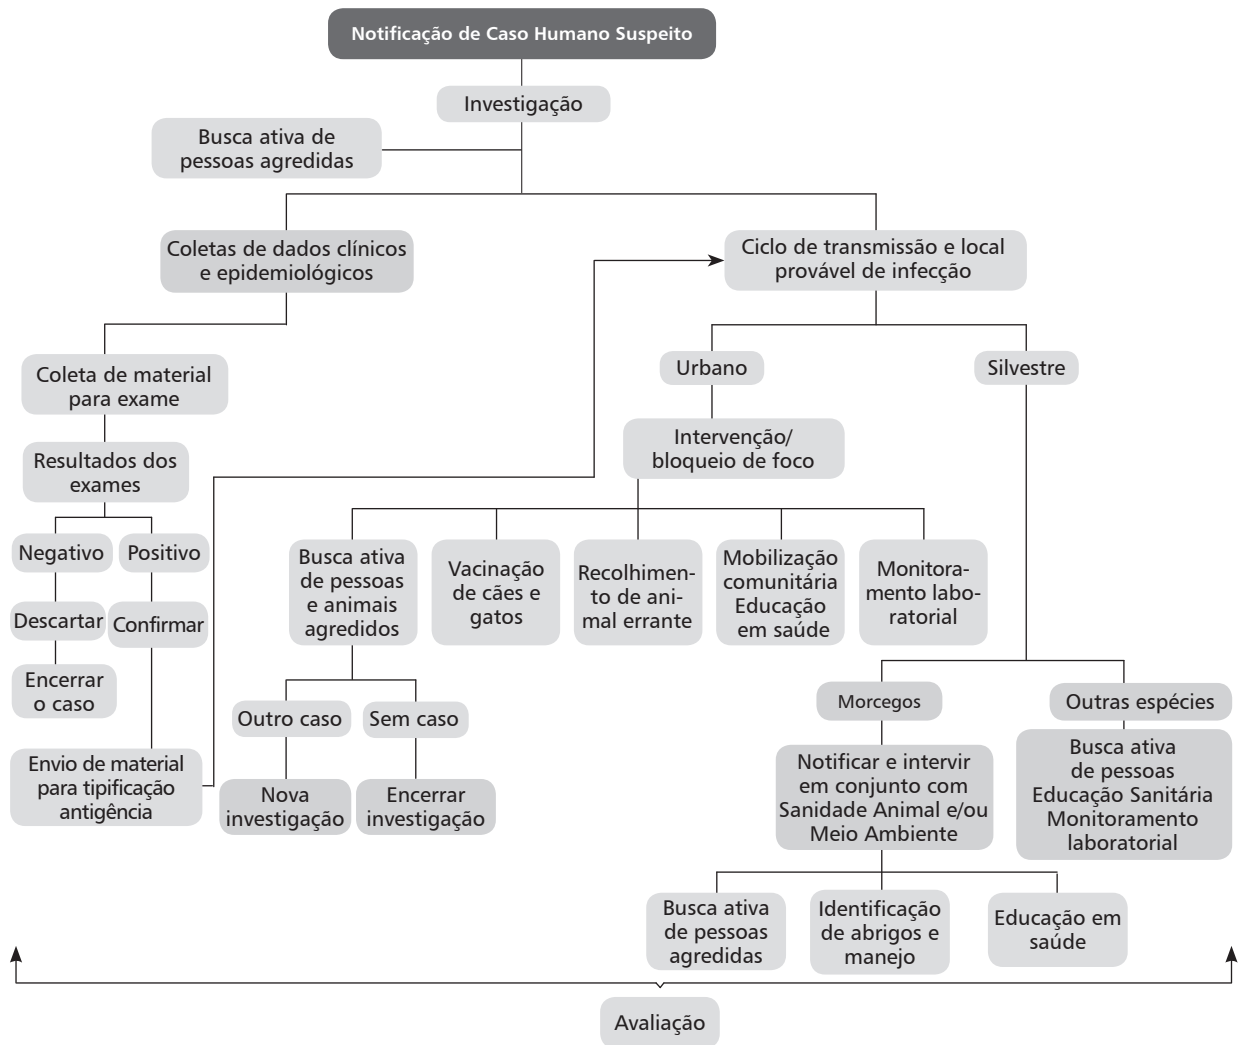 Notificação de Caso Humano Suspeito
Investigação
Busca ativa de
pessoas agredidas
Coletas de dados clínicos
e epidemiológicos
Ciclo de transmissão e local
provável de infecção
Coleta de material
para exame
Urbano
Silvestre
Intervenção/
bloqueio de foco
Resultados dos
exames
Negativo
Positivo
Busca ativa
de pessoas
e animais
agredidos
Vacinação
de cães e
gatos
Recolhimen-
to de ani-
mal errante
Mobilização
comunitária
Educação
em saúde
Monitora-
mento labo-
ratorial
Descartar
Confirmar
Encerrar
o caso
Outro caso
Sem caso
Morcegos
Outras espécies
Envio de material
para tipificação
antigência
Nova
investigação
Encerrar
investigação
Notificar e intervir
em conjunto com
Sanidade Animal e/ou
Meio Ambiente
Busca ativa
de pessoas
Educação Sanitária
Monitoramento
laboratorial
Busca ativa
de pessoas
agredidas
Identificação
de abrigos e
manejo
Educação em
saúde
Avaliação